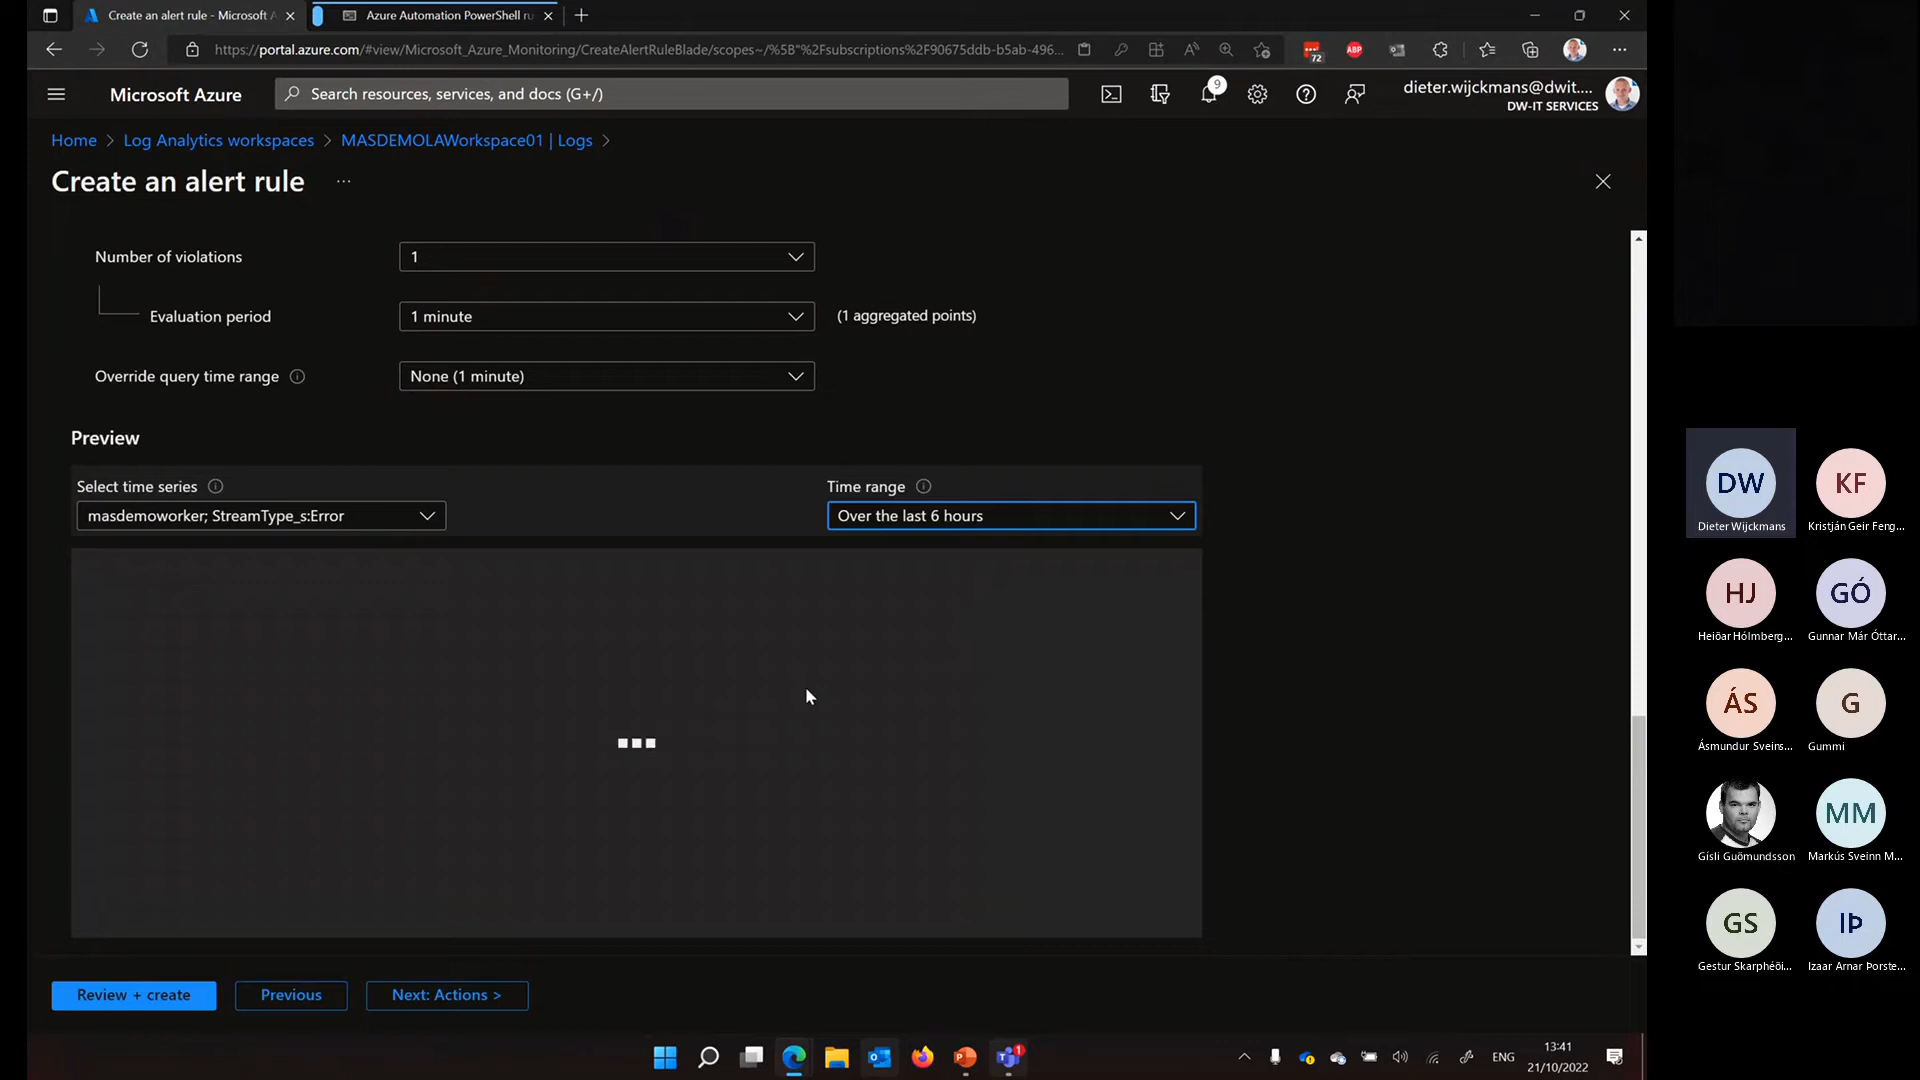 Create an alert rule - Microsoft A
Azure Automation PowerShell ru
https://portal.azure.com/#view/Microsoft_Azure_Monitoring/CreateAlertRuleBlade/scopes~/%5B"%2Fsubscriptions%2F90675ddb-b5ab-496...
72
ABP
Microsoft Azure
Search resources, services, and docs (G+/)
9
dieter.wijckmans@dwit....
DW-IT SERVICES
Home > Log Analytics workspaces > MASDEMOLAWorkspace01 | Logs >
Create an alert rule ...
Number of violations
1
Evaluation period
1 minute
(1 aggregated points)
Override query time range
None (1 minute)
Preview
Select time series
Time range
masdemoworker; StreamType_s:Error
Over the last 6 hours
Review + create
Previous
Next: Actions >
DW
Dieter Wijckmans
KF
Kristján Geir Feng...
HJ
Heiðar Hólmberg...
GÓ
Gunnar Már Óttar...
ÁS
Ásmundur Sveins...
G
Gummi
Gísli Guðmundsson
MM
Markús Sveinn M...
GS
Gestur Skarphéði...
IÞ
Izaar Arnar Þorste...
1
ENG
13:41
21/10/2022